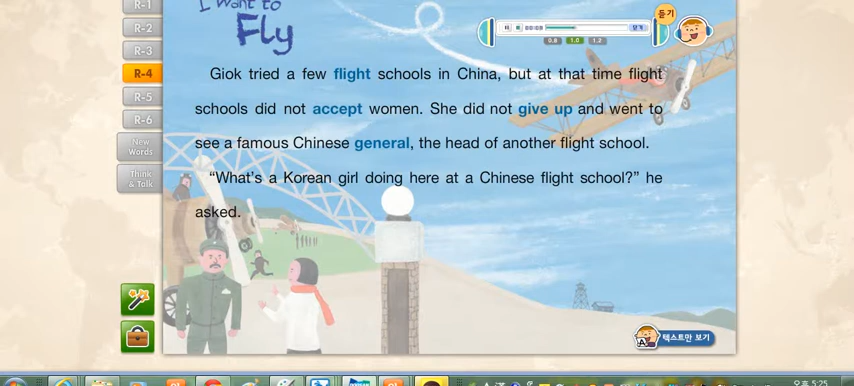 I Want to
Fly
R-1
R-2
R-3
R-4
R-5
R-6
New
Words
Think
& Talk
듣기
닫기
0.8 1.0 1.2
Giok tried a few flight schools in China, but at that time flight
schools did not accept women. She did not give up and went to
see a famous Chinese general, the head of another flight school.
“What’s a Korean girl doing here at a Chinese flight school?” he
asked.
텍스트만 보기
오후 5:25